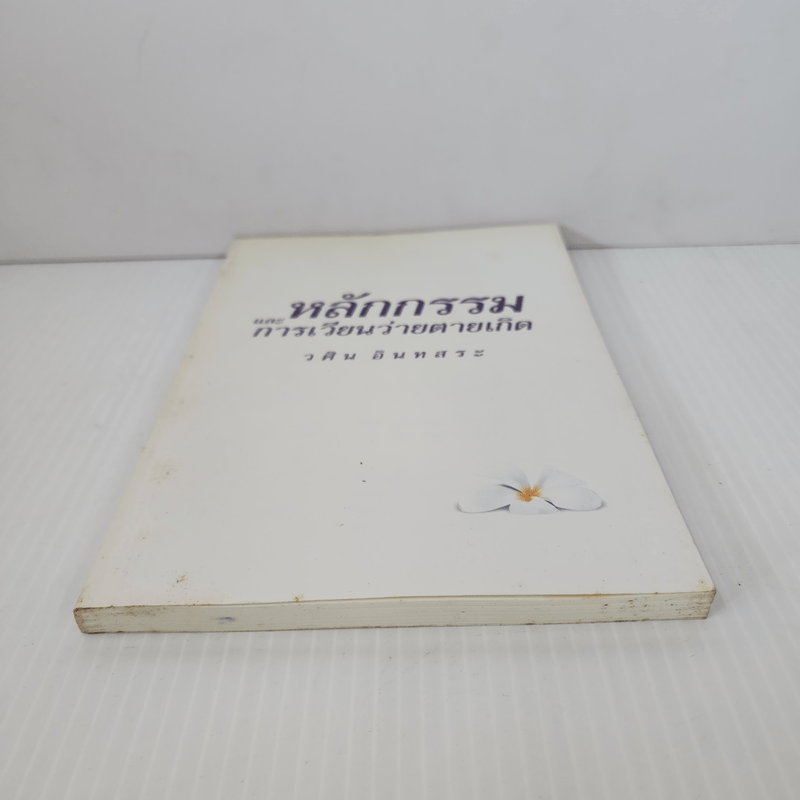 หลักกรรม
และ
การเวียนว่ายตายเกิด
วศิน อินทสระ